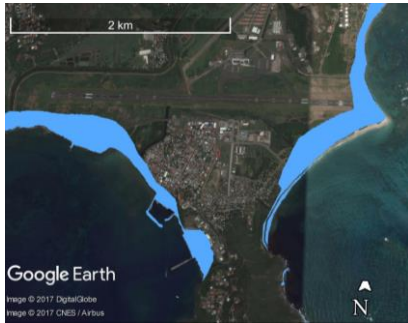 2 km
Google Earth
Image © 2017 DigitalGlobe
Image © 2017 CNES / Airbus
N